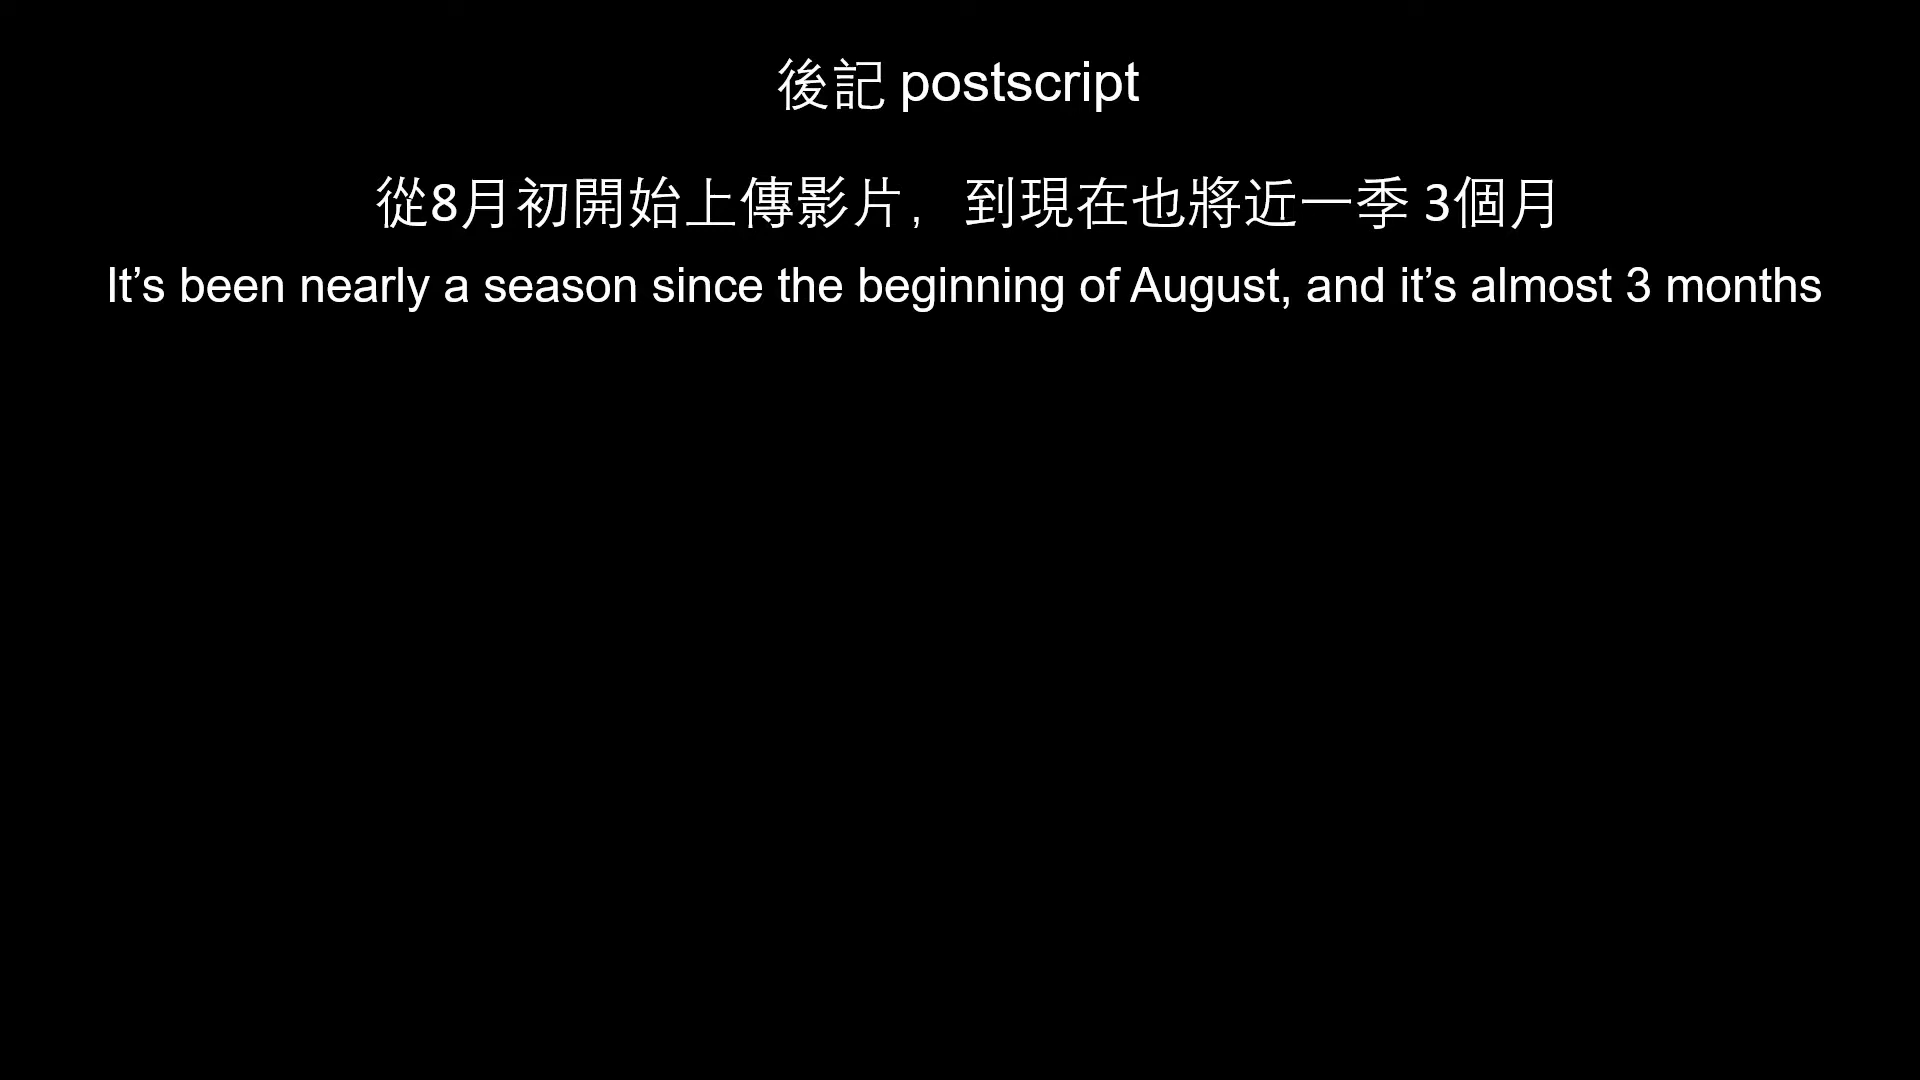 後記 postscript
從8月初開始上傳影片，到現在也將近一季 3個月
It’s been nearly a season since the beginning of August, and it’s almost 3 months